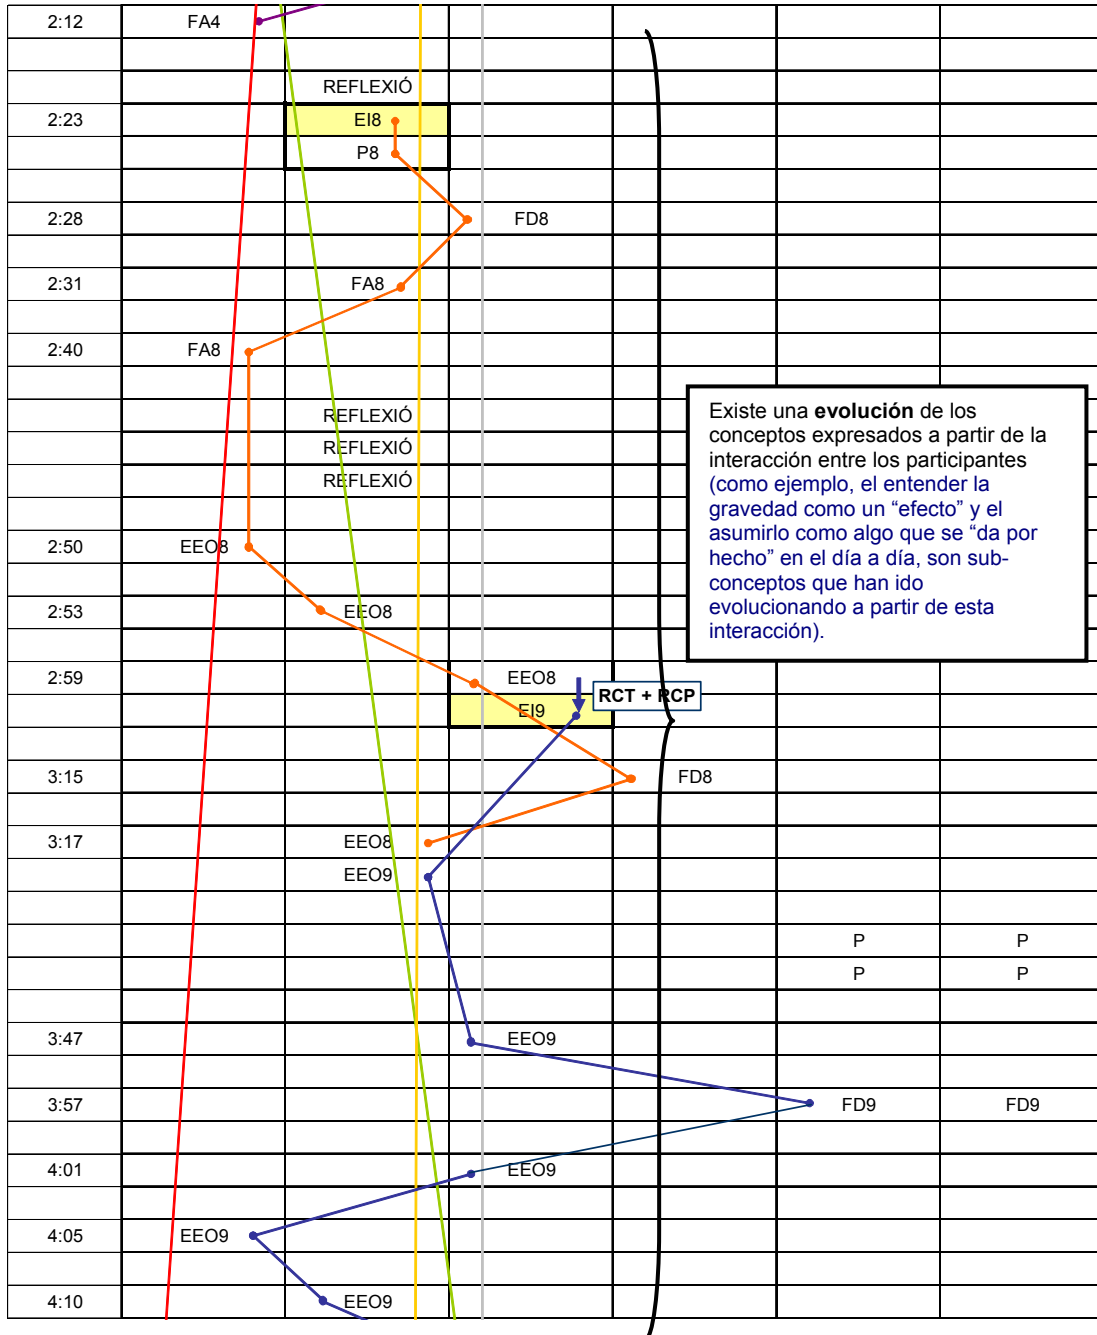 2:12 FA4
REFLEXIÓ
2:23 EI8
P8
2:28 FD8
2:31 FA8
2:40 FA8
REFLEXIÓ
REFLEXIÓ
REFLEXIÓ
Existe una evolución de los
conceptos expresados a partir de la
interacción entre los participantes
(como ejemplo, el entender la
gravedad como un “efecto” y el
asumirlo como algo que se “da por
hecho” en el día a día, son sub-
conceptos que han ido
evolucionando a partir de esta
interacción).
2:50 EEO8
2:53 EEO8
2:59 EEO8
RCT + RCP
EI9
3:15 FD8
3:17 EEO8
EEO9
P P
P P
3:47 EEO9
3:57 FD9 FD9
4:01 EEO9
4:05 EEO9
4:10 EEO9